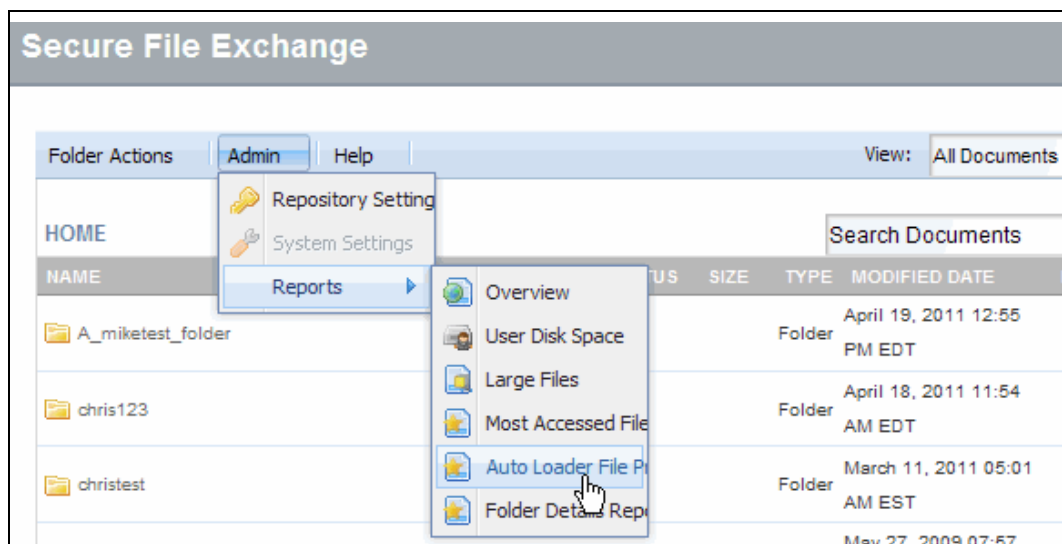 Secure File Exchange
Folder Actions Admin Help View: All Documents
Repository Setting
System Settings
Reports
HOME
Search Documents
NAME TUS SIZE TYPE MODIFIED DATE
Overview
User Disk Space
Large Files
Most Accessed File
Auto Loader File Pr
Folder Details Repo
A_miketest_folder Folder April 19, 2011 12:55
PM EDT
chris123 Folder April 18, 2011 11:54
AM EDT
christest Folder March 11, 2011 05:01
AM EST
May 27, 2009 07:57